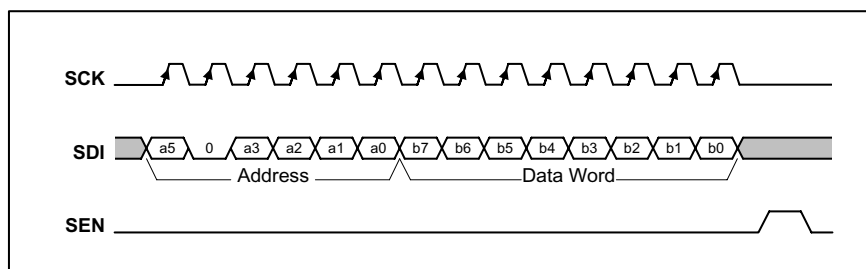 SCK
SDI a5 0 a3 a2 a1 a0 b7 b6 b5 b4 b3 b2 b1 b0
Address Data Word
SEN